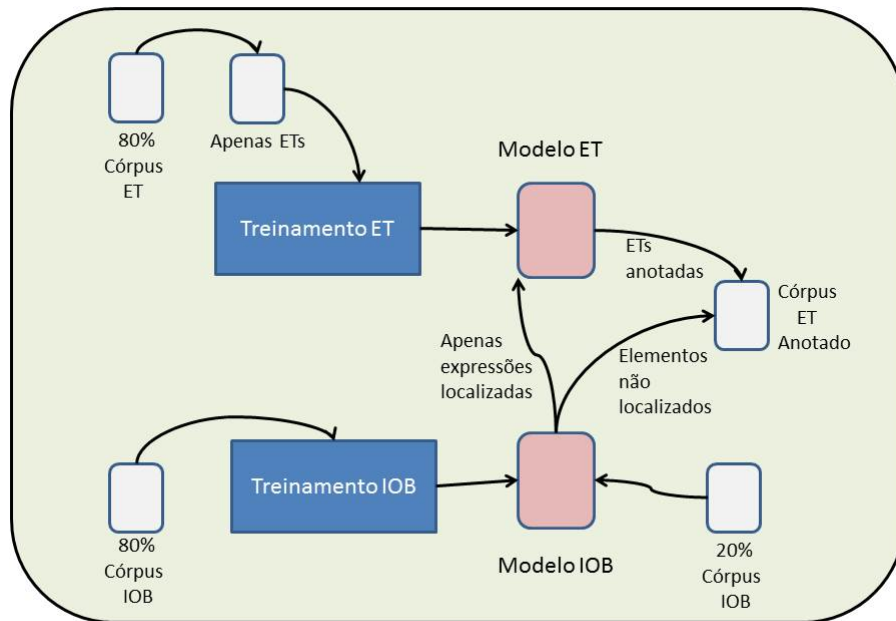 80%
Córpus
ET
Apenas ETs
Modelo ET
Treinamento ET
ETs
anotadas
Córpus
ET
Anotado
Apenas
expressões
localizadas
Elementos
não
localizados
Treinamento IOB
80%
Córpus
IOB
Modelo IOB
20%
Córpus
IOB